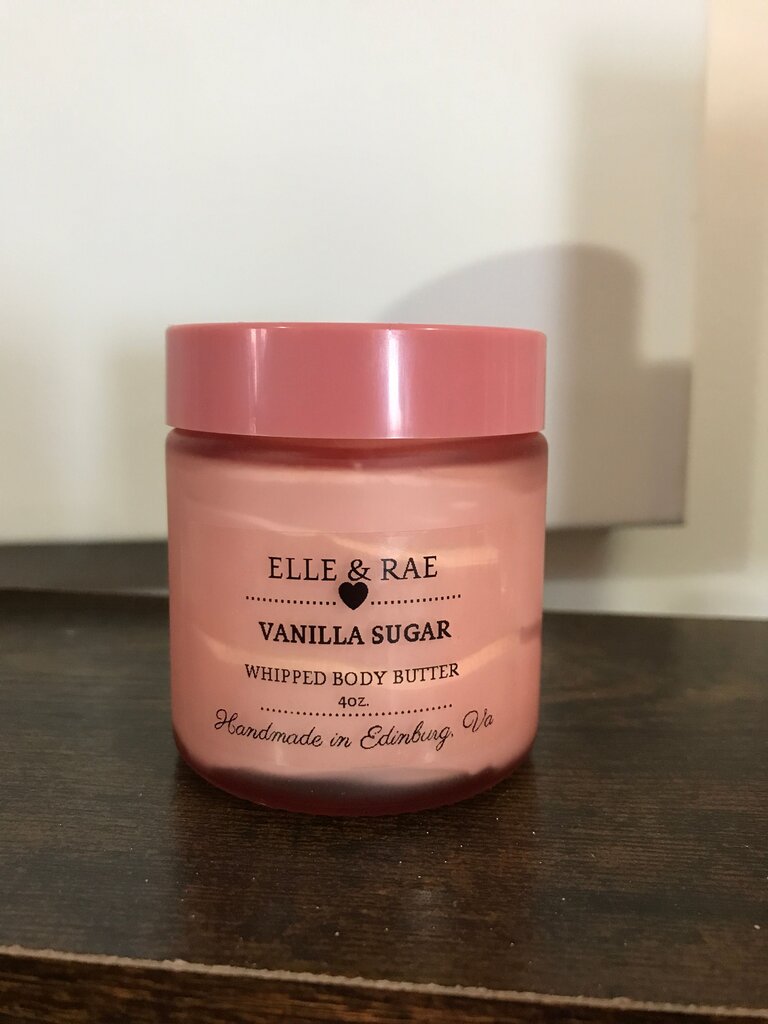 ELLE & RAE
VANILLA SUGAR
WHIPPED BODY BUTTER
4oz.
Handmade in Edinburg, Va